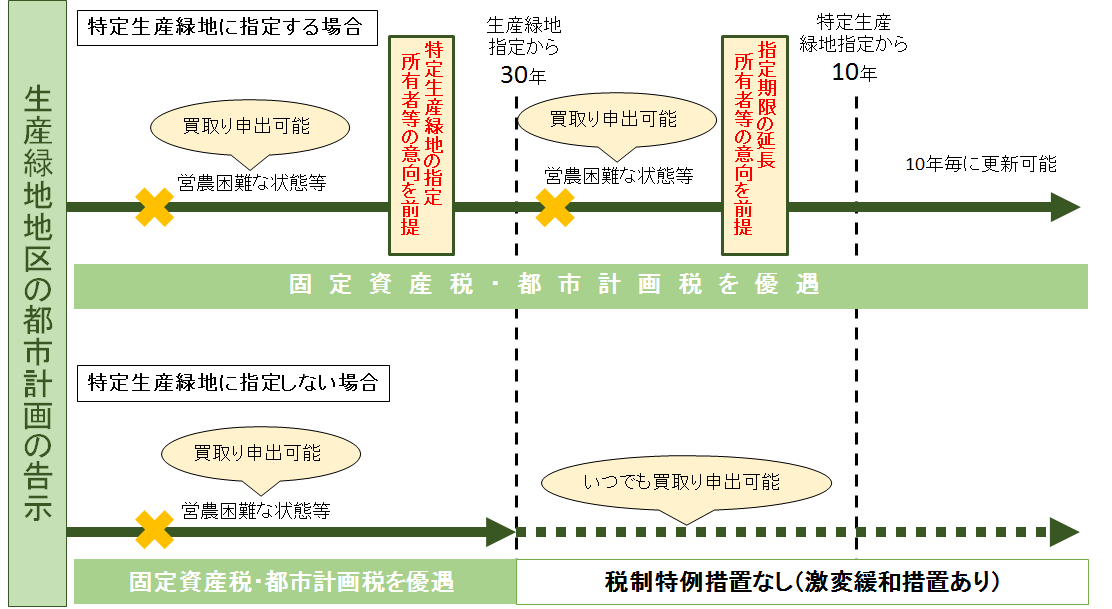 生産緑地地区の都市計画の告示
特定生産緑地に指定する場合
買取り申出可能
営農困難な状態等
特定生産緑地の指定
所有者等の意向を前提
生産緑地
指定から
30年
買取り申出可能
営農困難な状態等
指定期限の延長
所有者等の意向を前提
特定生産
緑地指定から
10年
10年毎に更新可能
固定資産税・都市計画税を優遇
特定生産緑地に指定しない場合
買取り申出可能
営農困難な状態等
いつでも買取り申出可能
固定資産税・都市計画税を優遇
税制特例措置なし(激変緩和措置あり)